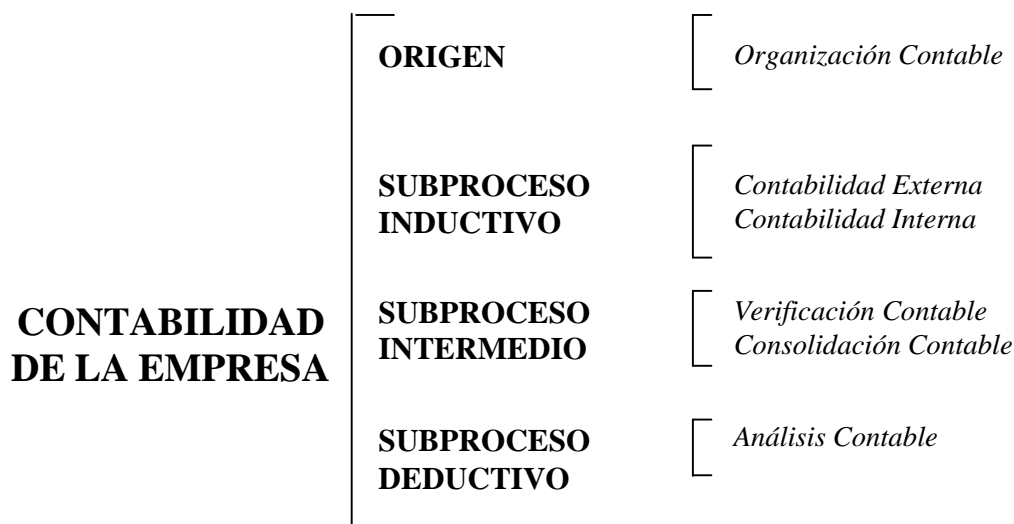 CONTABILIDAD
DE LA EMPRESA
ORIGEN
Organización Contable
SUBPROCESO
INDUCTIVO
Contabilidad Externa
Contabilidad Interna
SUBPROCESO
INTERMEDIO
Verificación Contable
Consolidación Contable
SUBPROCESO
DEDUCTIVO
Análisis Contable